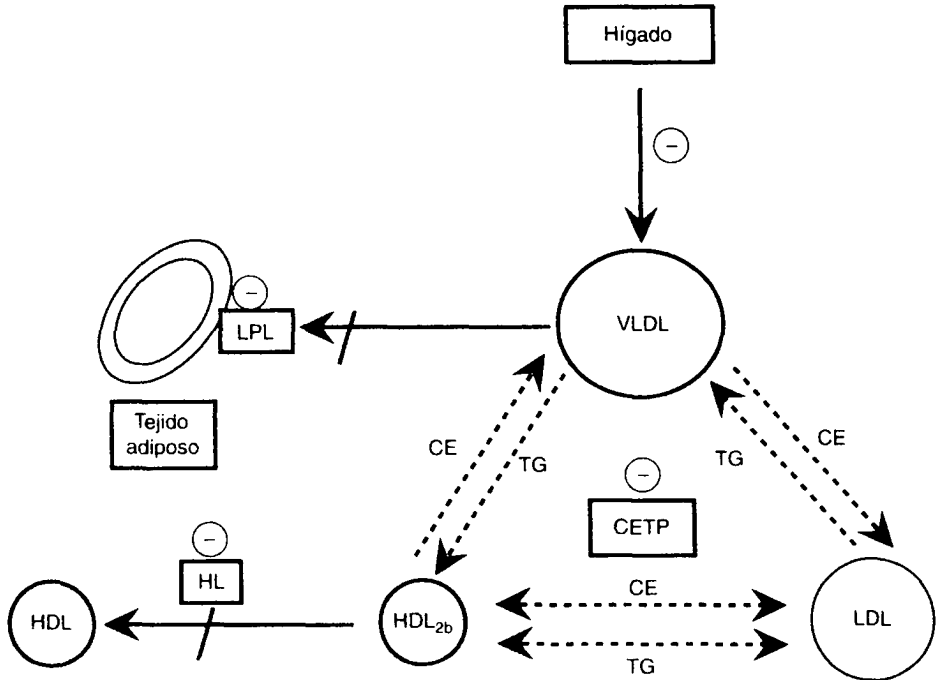 Hígado
−
VLDL
−
LPL
Tejido
adiposo
CE
TG
TG
CE
−
CETP
−
HL
HDL
HDL₂b
CE
TG
LDL